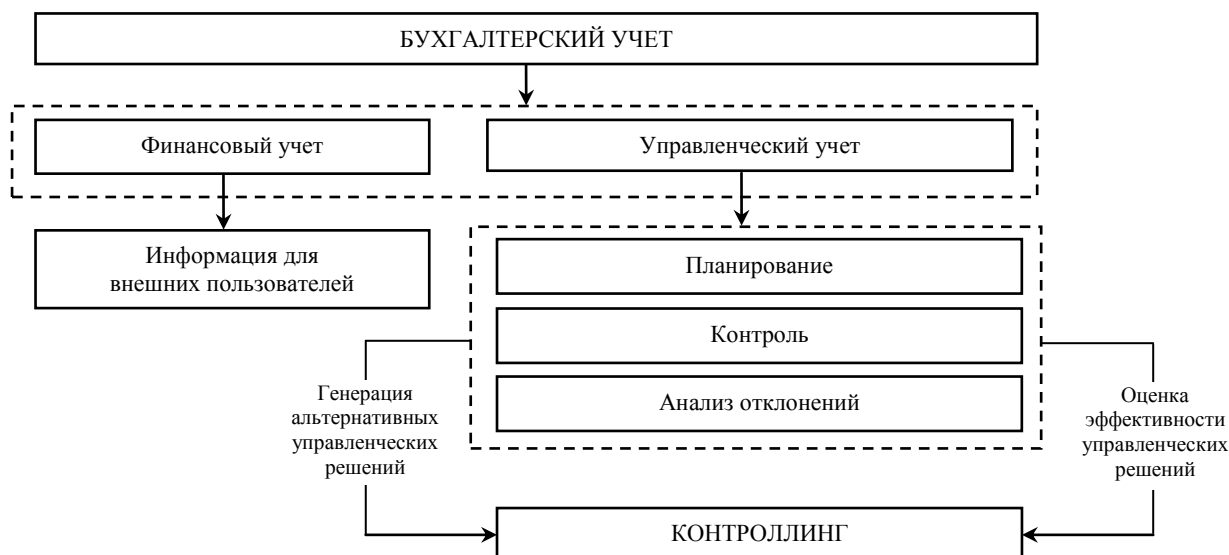 БУХГАЛТЕРСКИЙ УЧЕТ
Финансовый учет
Управленческий учет
Информация для
внешних пользователей
Планирование
Контроль
Анализ отклонений
Генерация
альтернативных
управленческих
решений
Оценка
эффективности
управленческих
решений
КОНТРОЛЛИНГ